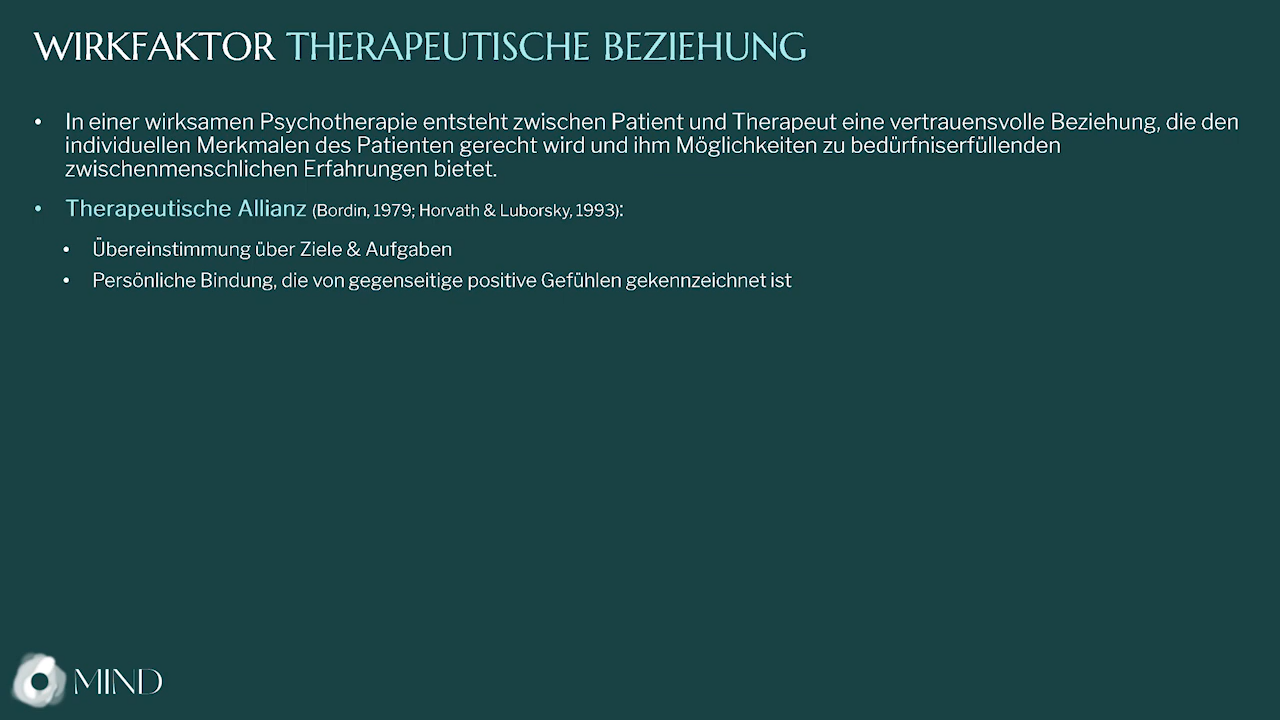 WIRKFAKTOR THERAPEUTISCHE BEZIEHUNG
• In einer wirksamen Psychotherapie entsteht zwischen Patient und Therapeut eine vertrauensvolle Beziehung, die den
individuellen Merkmalen des Patienten gerecht wird und ihm Möglichkeiten zu bedürfniserfüllenden
zwischenmenschlichen Erfahrungen bietet.
• Therapeutische Allianz (Bordin, 1979; Horvath & Luborsky, 1993):
• Übereinstimmung über Ziele & Aufgaben
• Persönliche Bindung, die von gegenseitige positive Gefühlen gekennzeichnet ist
MIND